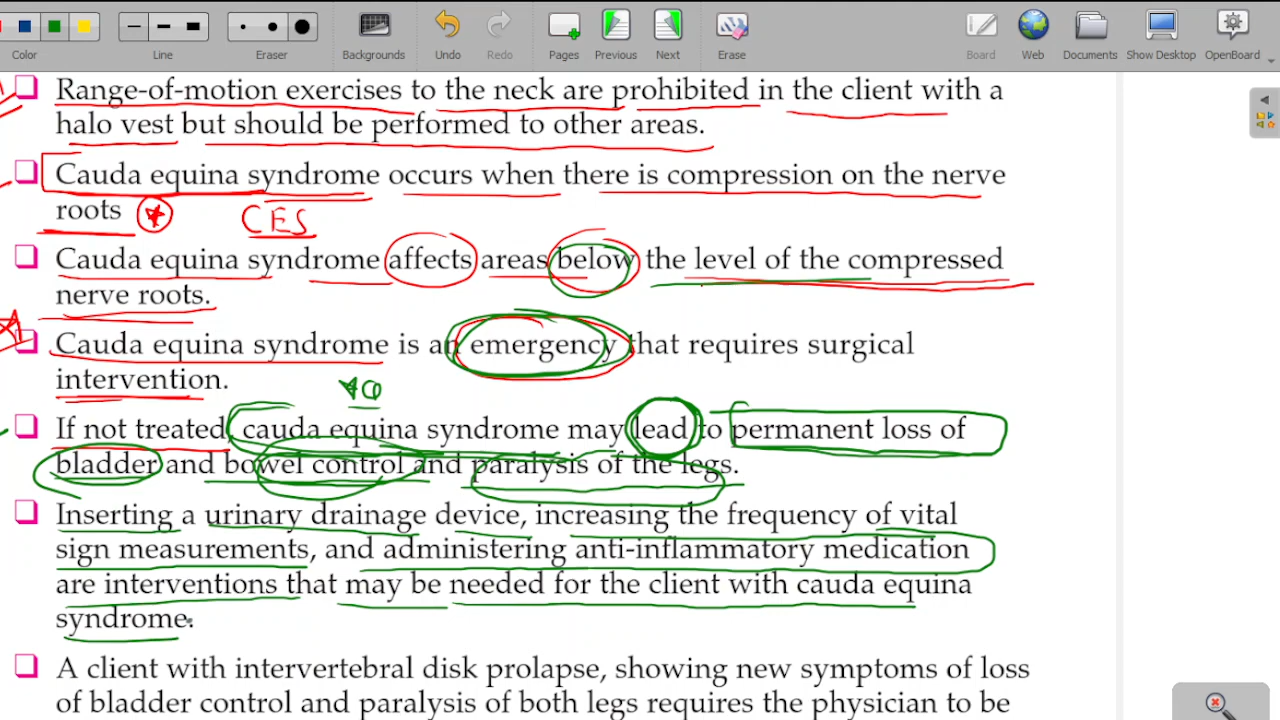 Color
Line
Eraser
Backgrounds
Undo
Redo
Pages
Previous
Next
Erase
Board
Web
Documents
Show Desktop
OpenBoard
Range-of-motion exercises to the neck are prohibited in the client with a
halo vest but should be performed to other areas.
Cauda equina syndrome occurs when there is compression on the nerve
roots
CES
Cauda equina syndrome affects areas below the level of the compressed
nerve roots.
Cauda equina syndrome is an emergency that requires surgical
intervention.
If not treated, cauda equina syndrome may lead to permanent loss of
bladder and bowel control and paralysis of the legs.
Inserting a urinary drainage device, increasing the frequency of vital
sign measurements, and administering anti-inflammatory medication
are interventions that may be needed for the client with cauda equina
syndrome.
A client with intervertebral disk prolapse, showing new symptoms of loss
of bladder control and paralysis of both legs requires the physician to be